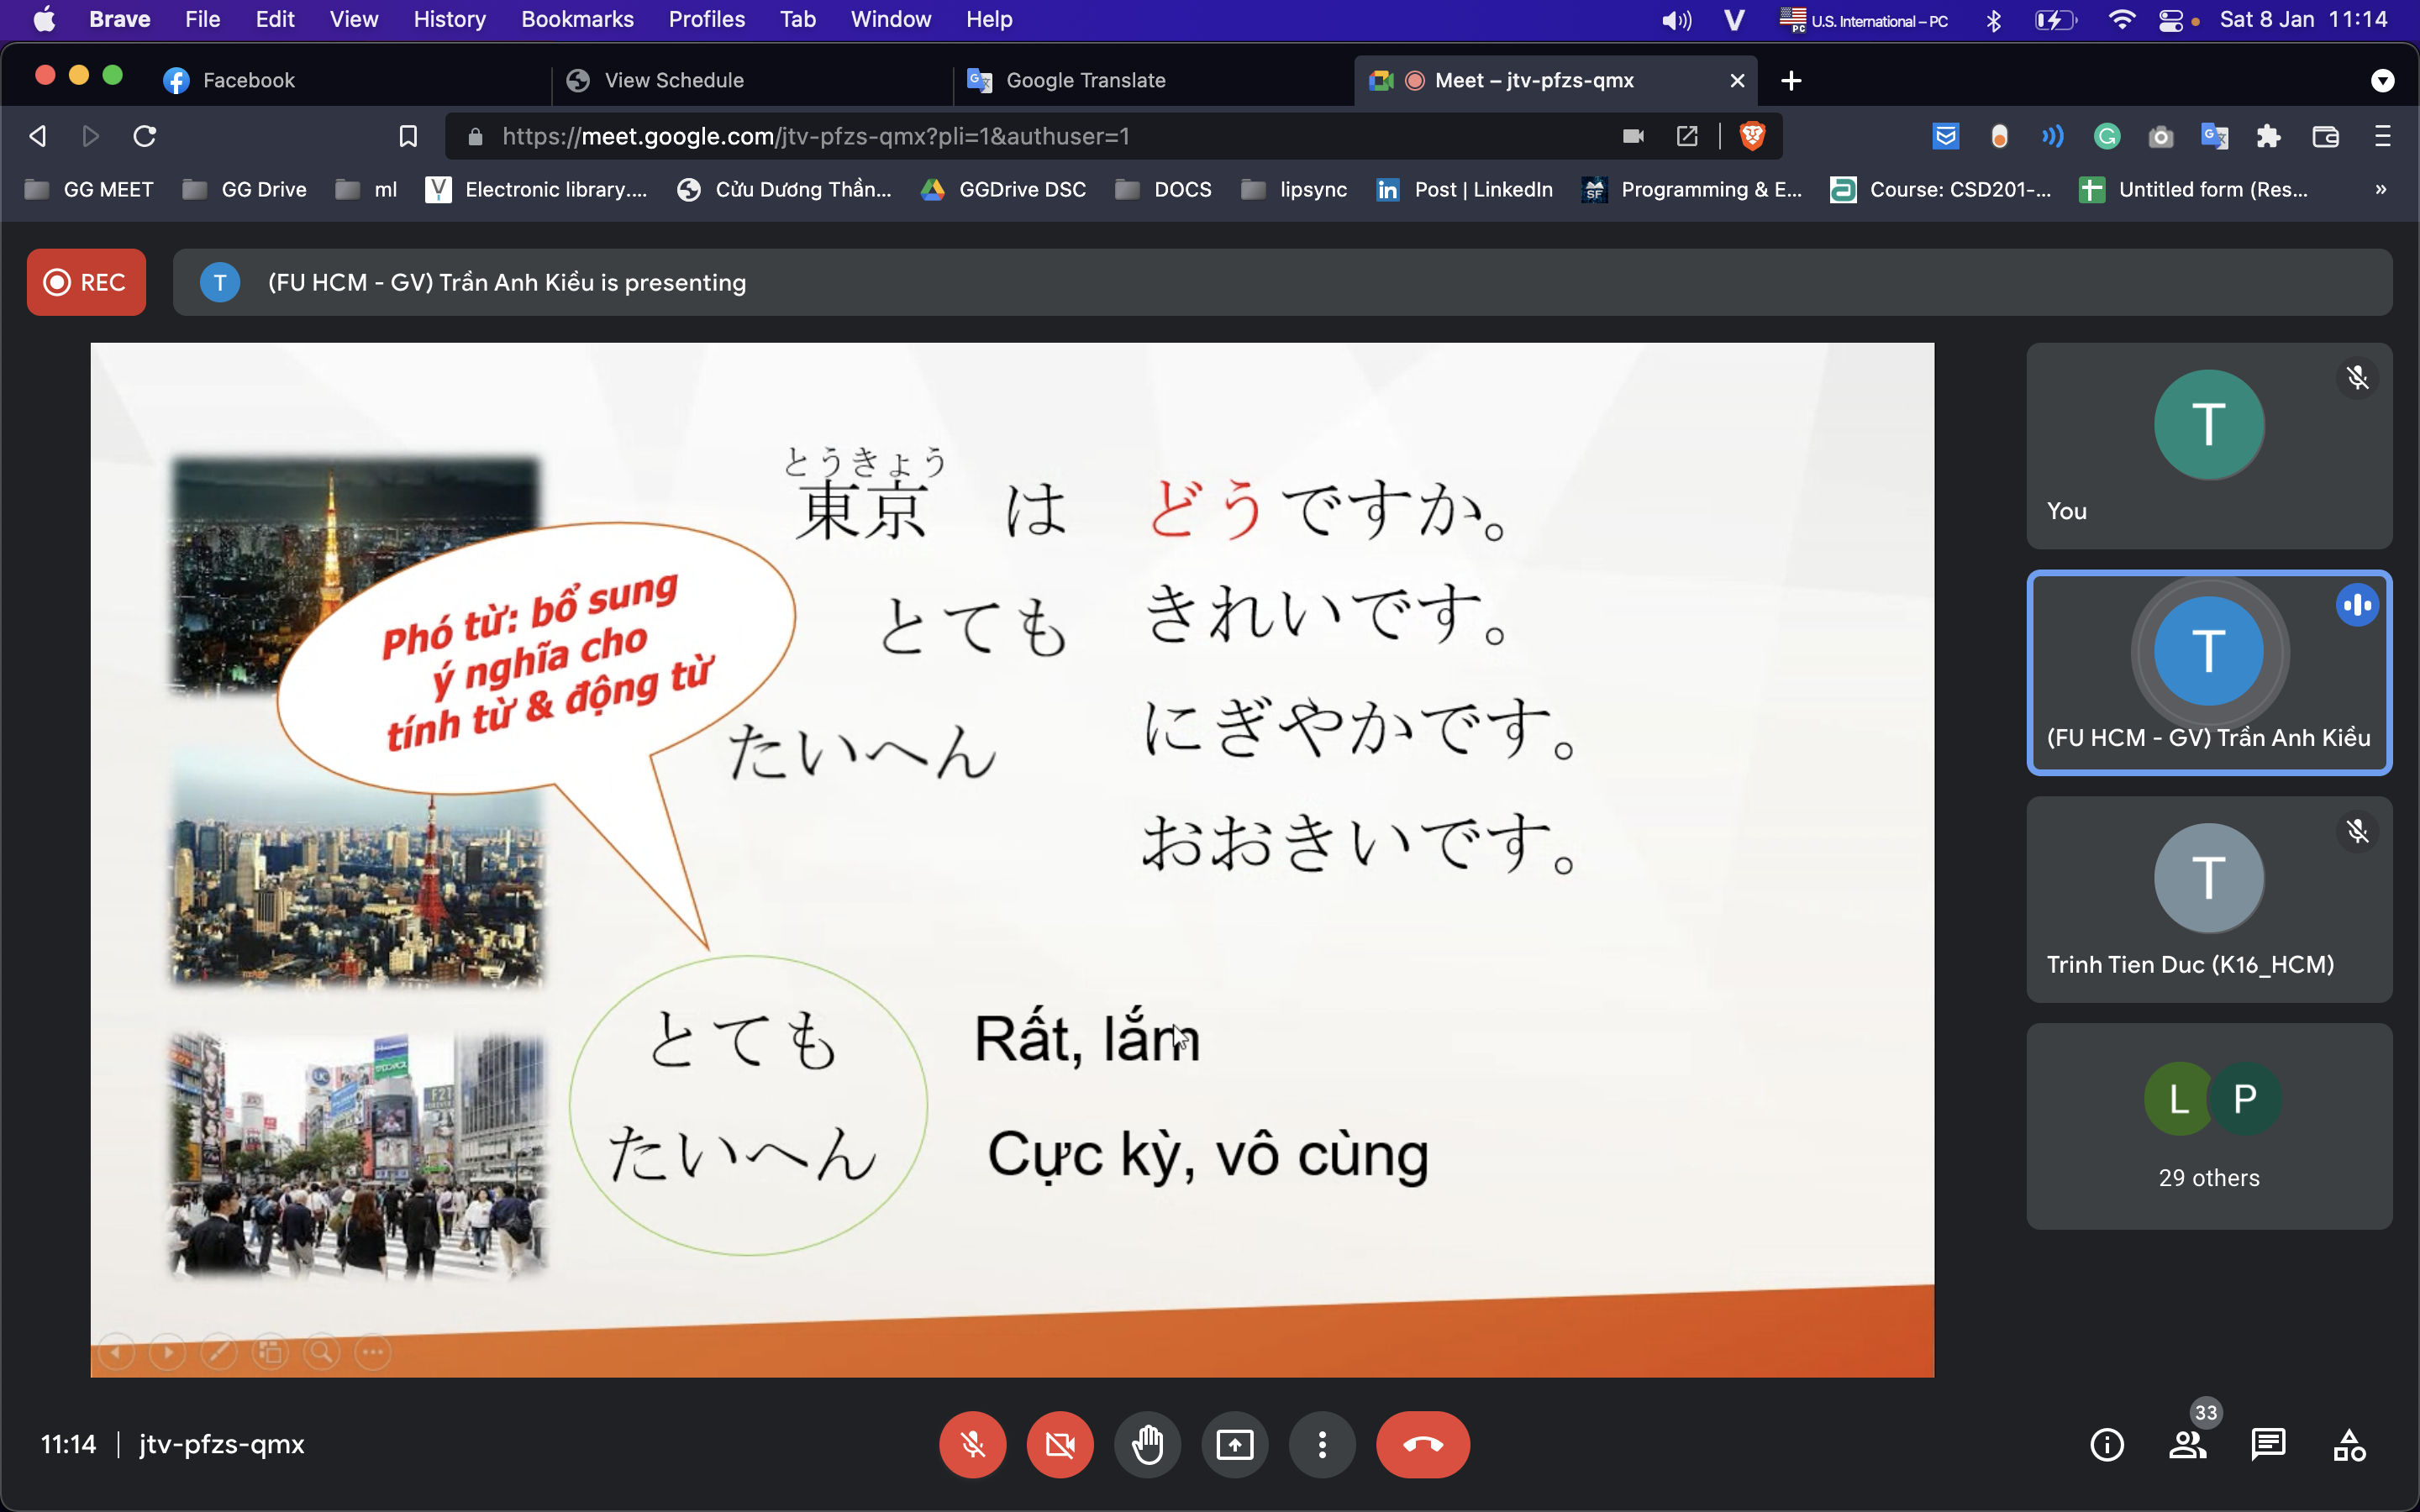 Brave File Edit View History Bookmarks Profiles Tab Window Help V PC U.S. International – PC Sat 8 Jan 11:14
Facebook View Schedule Google Translate Meet – jtv-pfzs-qmx
https://meet.google.com/jtv-pfzs-qmx?pli=1&authuser=1
GG MEET GG Drive ml Electronic library.... Cửu Dương Thần... GGDrive DSC DOCS lipsync Post | LinkedIn Programming & E... Course: CSD201-... Untitled form (Res... »
REC T (FU HCM - GV) Trần Anh Kiều is presenting
とうきょう
東京 は どうですか。
とても きれいです。
たいへん にぎやかです。
おおきいです。
Phó từ: bổ sung
ý nghĩa cho
tính từ & động từ
とても Rất, lắm
たいへん Cực kỳ, vô cùng
T
You
T
(FU HCM - GV) Trần Anh Kiều
T
Trinh Tien Duc (K16_HCM)
L P
29 others
11:14 | jtv-pfzs-qmx
33